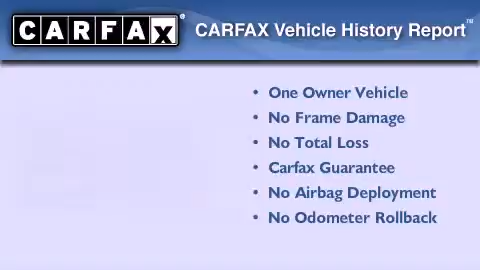 CARFAX® CARFAX Vehicle History Report™
• One Owner Vehicle
• No Frame Damage
• No Total Loss
• Carfax Guarantee
• No Airbag Deployment
• No Odometer Rollback